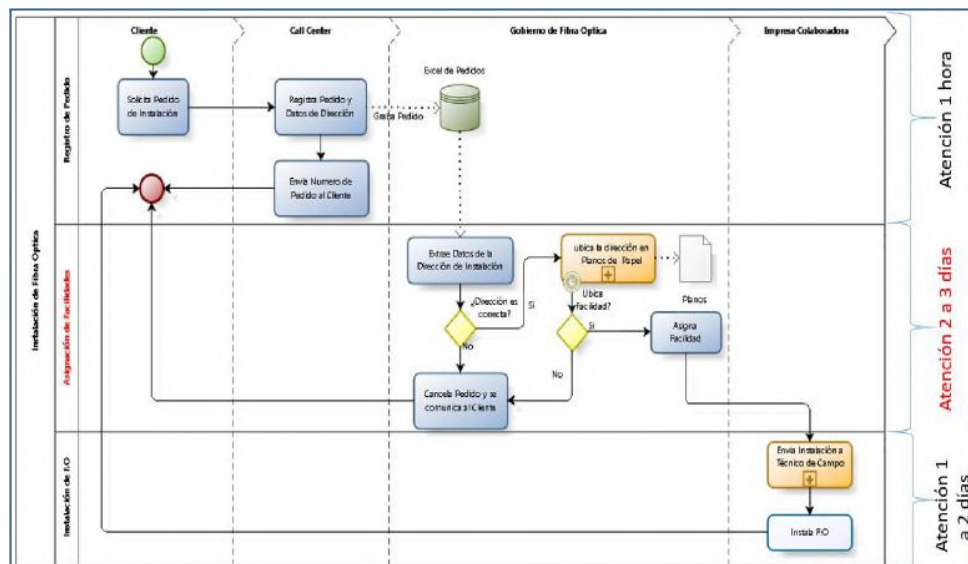 Cliente
Call Center
Gobierno de Fibra Optica
Empresa Colaboradora
Instalación de Fibra Optica
Registro de Pedido
Solicita Pedido
de Instalación
Registra Pedido y
Datos de Dirección
Graba Pedido
Excel de Pedidos
Envia Numero de
Pedido al Cliente
Atención 1 hora
Asignación de Facilidades
Extrae Datos de la
Dirección de Instalación
¿Dirección es
conecta?
Si
No
ubica la dirección en
Planos de Papel
Planos
Ubica
Facilidad?
Si
No
Asigna
Facilidad
Cancela Pedido y se
comunica al Cliente
Atención 2 a 3 días
Instalación de F/O
Envia Instalación a
Técnico de Campo
Instala F/O
Atención 1
a 2 días